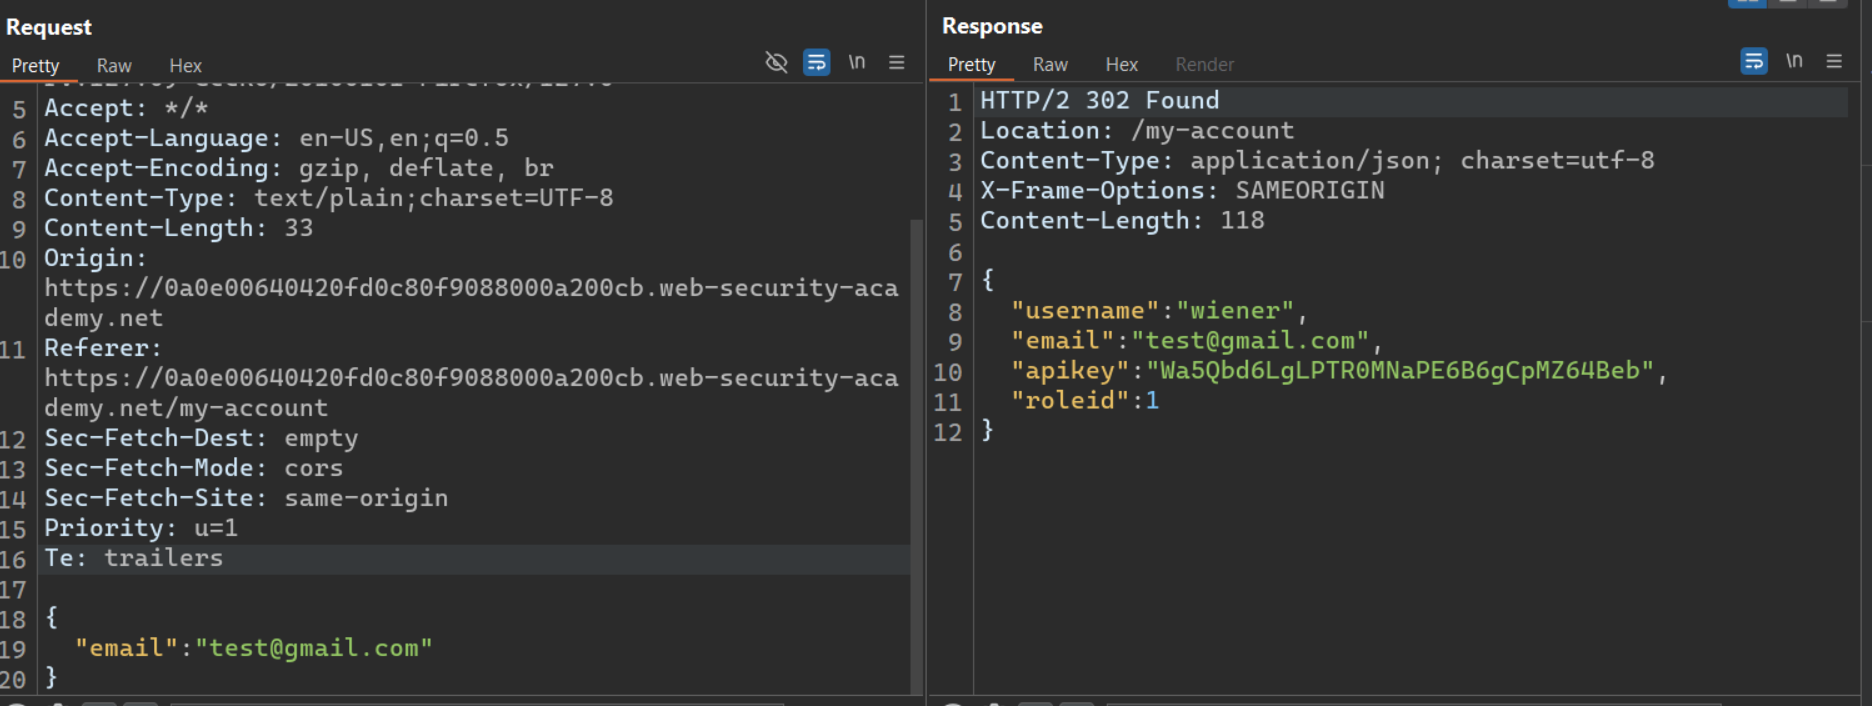 Request
Pretty Raw Hex
\n
5 Accept: */*
6 Accept-Language: en-US,en;q=0.5
7 Accept-Encoding: gzip, deflate, br
8 Content-Type: text/plain;charset=UTF-8
9 Content-Length: 33
10 Origin:
https://0a0e00640420fd0c80f9088000a200cb.web-security-aca
demy.net
11 Referer:
https://0a0e00640420fd0c80f9088000a200cb.web-security-aca
demy.net/my-account
12 Sec-Fetch-Dest: empty
13 Sec-Fetch-Mode: cors
14 Sec-Fetch-Site: same-origin
15 Priority: u=1
16 Te: trailers
17
18 {
19 "email":"test@gmail.com"
20 }
Response
Pretty Raw Hex Render
\n
1 HTTP/2 302 Found
2 Location: /my-account
3 Content-Type: application/json; charset=utf-8
4 X-Frame-Options: SAMEORIGIN
5 Content-Length: 118
6
7 {
8 "username":"wiener",
9 "email":"test@gmail.com",
10 "apikey":"Wa5Qbd6LgLPTR0MNaPE6B6gCpMZ64Beb",
11 "roleid":1
12 }